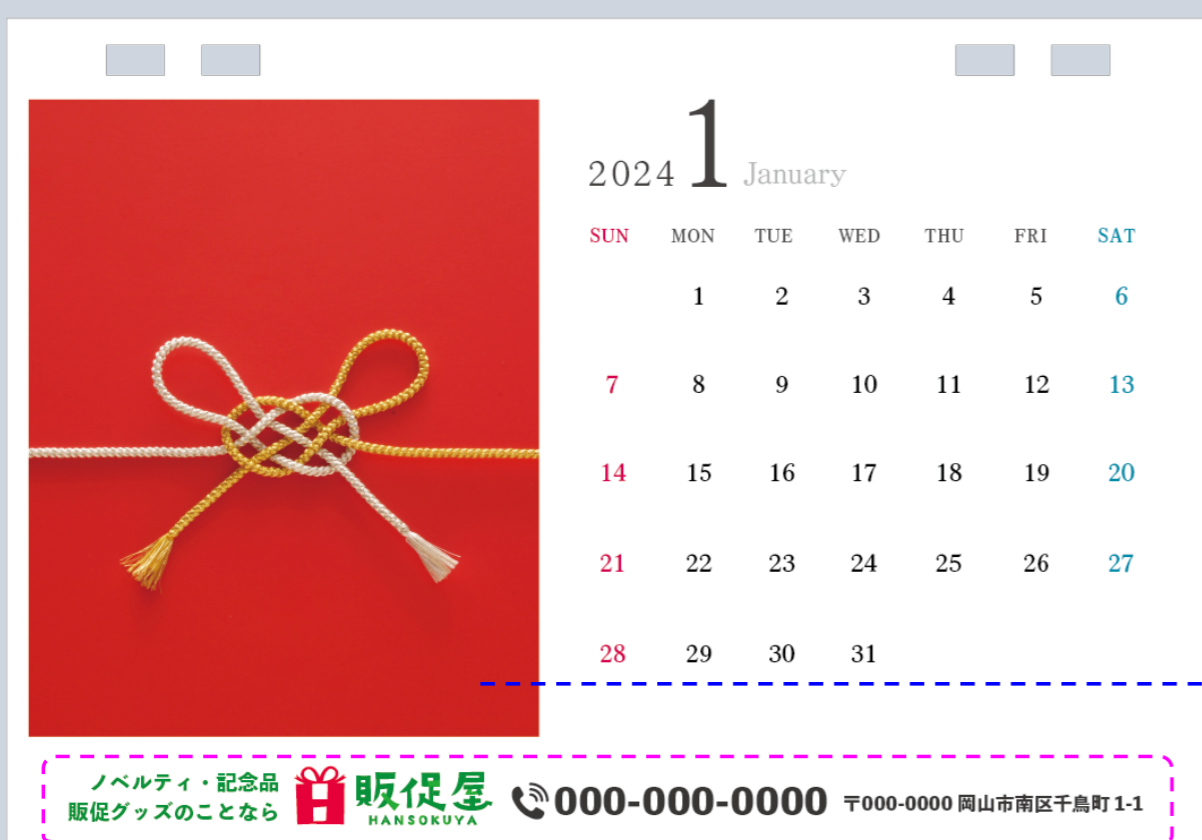 2024 1 January
SUN MON TUE WED THU FRI SAT
1 2 3 4 5 6
7 8 9 10 11 12 13
14 15 16 17 18 19 20
21 22 23 24 25 26 27
28 29 30 31
ノベルティ・記念品
販促グッズのことなら
販促屋
HANSOKUYA
000-000-0000
〒000-0000 岡山市南区千鳥町 1-1